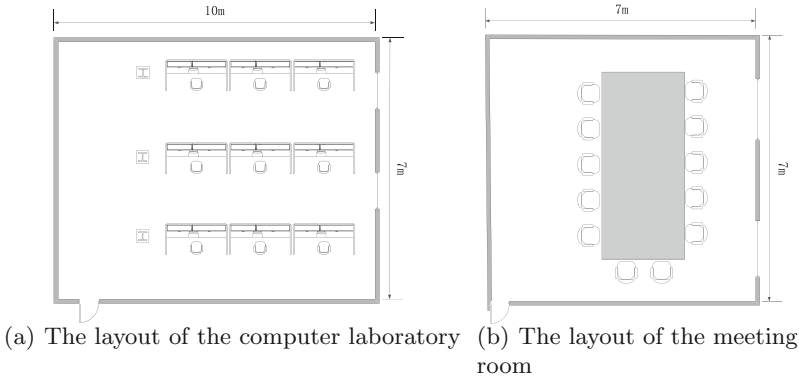 10m
7m
7m
7m
(a) The layout of the computer laboratory
(b) The layout of the meeting
room